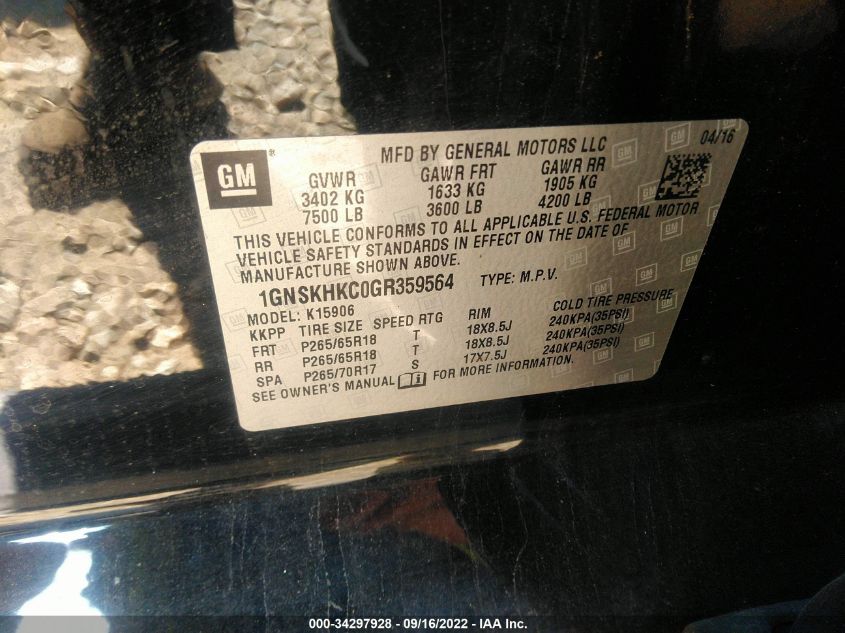 GM ®
MFD BY GENERAL MOTORS LLC
04/16
GVWR GAWR FRT GAWR RR
3402 KG 1633 KG 1905 KG
7500 LB 3600 LB 4200 LB
THIS VEHICLE CONFORMS TO ALL APPLICABLE U.S. FEDERAL MOTOR
VEHICLE SAFETY STANDARDS IN EFFECT ON THE DATE OF
MANUFACTURE SHOWN ABOVE.
1GNSKHKC0GR359564 TYPE: M.P.V.
MODEL: K15906
KKPP TIRE SIZE SPEED RTG RIM COLD TIRE PRESSURE
FRT P265/65R18 T 18X8.5J 240KPA(35PSI)
RR P265/65R18 T 18X8.5J 240KPA(35PSI)
SPA P265/70R17 S 17X7.5J 240KPA(35PSI)
SEE OWNER'S MANUAL FOR MORE INFORMATION.
000-34297928 - 09/16/2022 - IAA Inc.